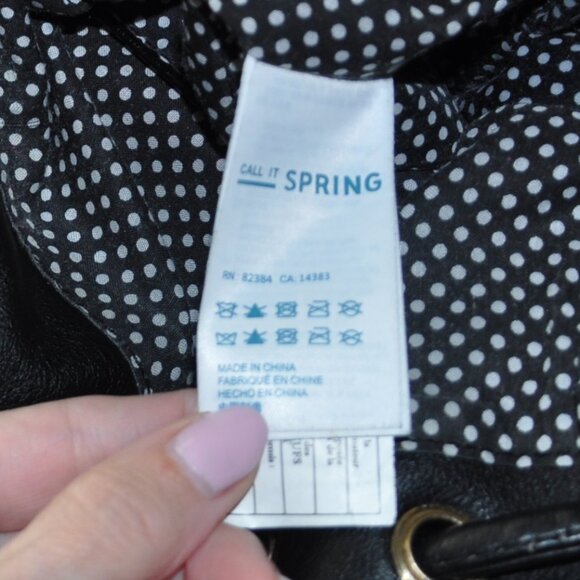 CALL IT SPRING
RN: 82384 CA: 14383
MADE IN CHINA
FABRIQUÉ EN CHINE
HECHO EN CHINA